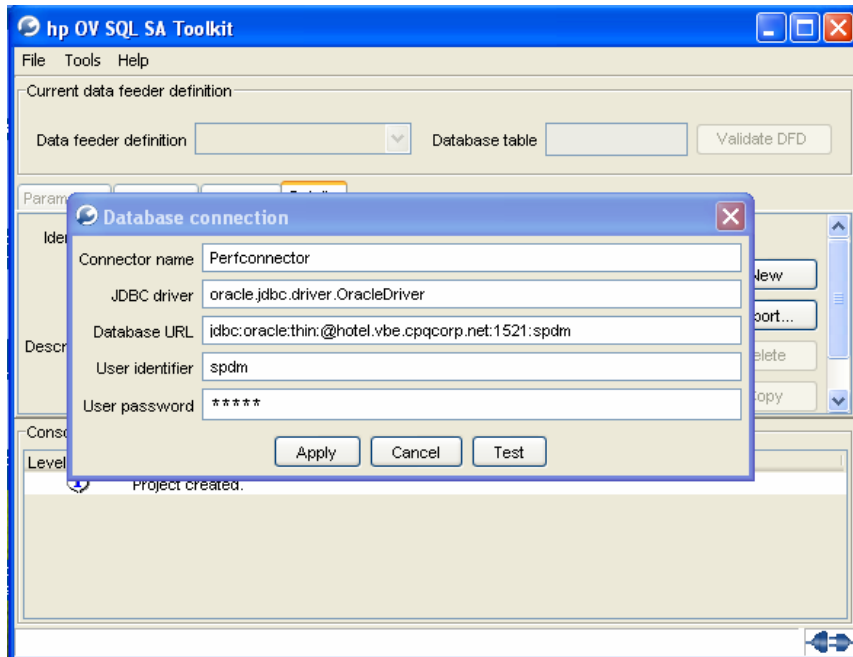 hp OV SQL SA Toolkit
File Tools Help
Current data feeder definition
Data feeder definition Database table Validate DFD
Param
Database connection
Connector name Perfconnector
JDBC driver oracle.jdbc.driver.OracleDriver
Database URL jdbc:oracle:thin:@hotel.vbe.cpqcorp.net:1521:spdm
User identifier spdm
User password *****
Apply Cancel Test
Level
Project created.